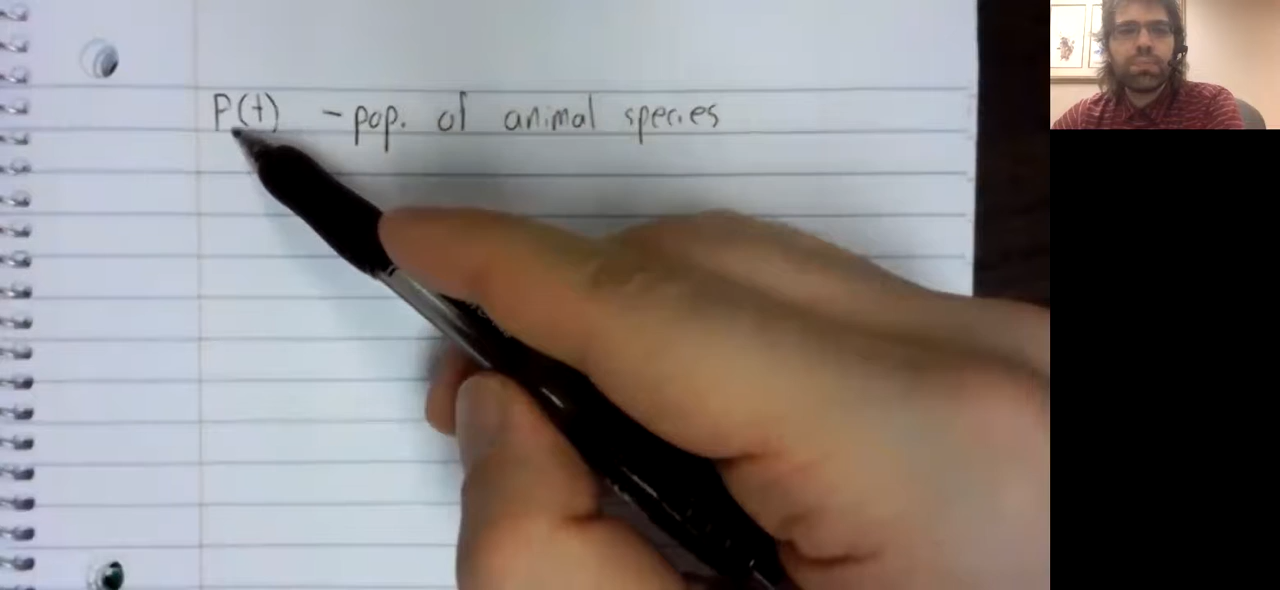 P(t) - pop. of animal species